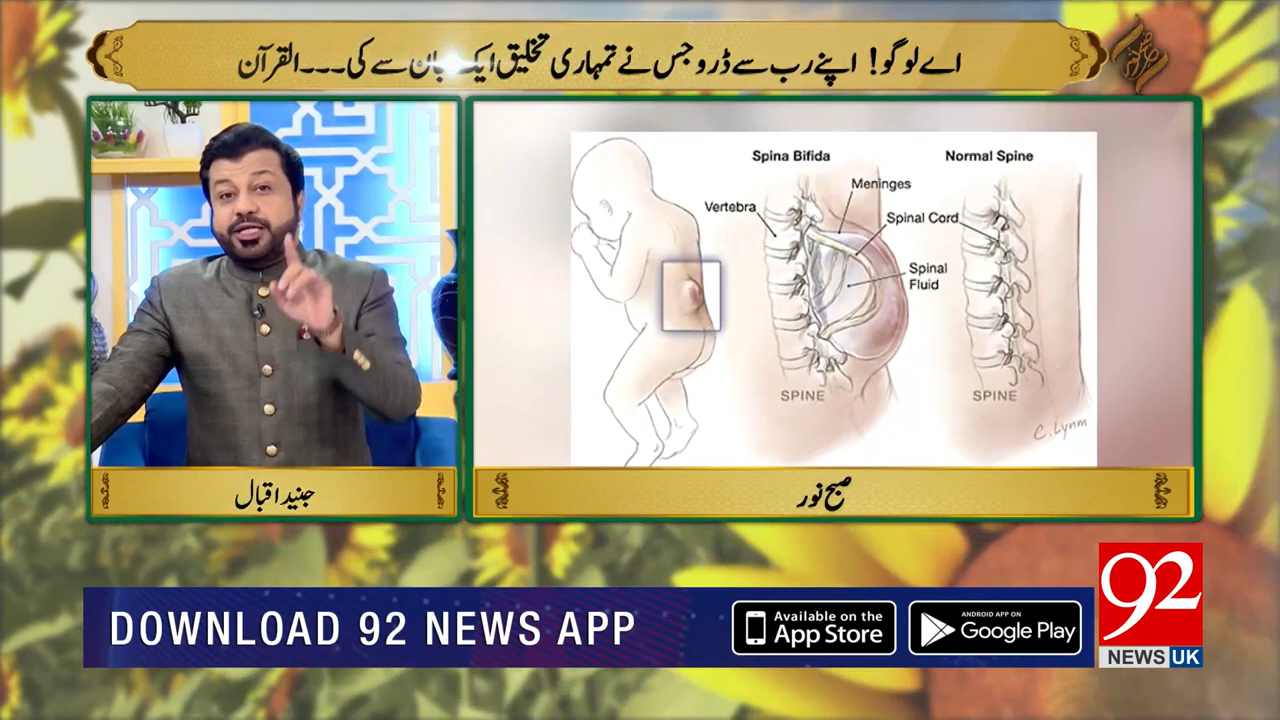 اے لوگو! اپنے رب سے ڈرو جس نے تمہاری تخلیق ایک جان سے کی۔۔۔القرآن
Spina Bifida
Normal Spine
Meninges
Vertebra
Spinal Cord
Spinal
Fluid
SPINE
SPINE
C. Lynm
جنید اقبال
صبح نور
DOWNLOAD 92 NEWS APP
Available on the
App Store
ANDROID APP ON
Google Play
92
NEWS UK